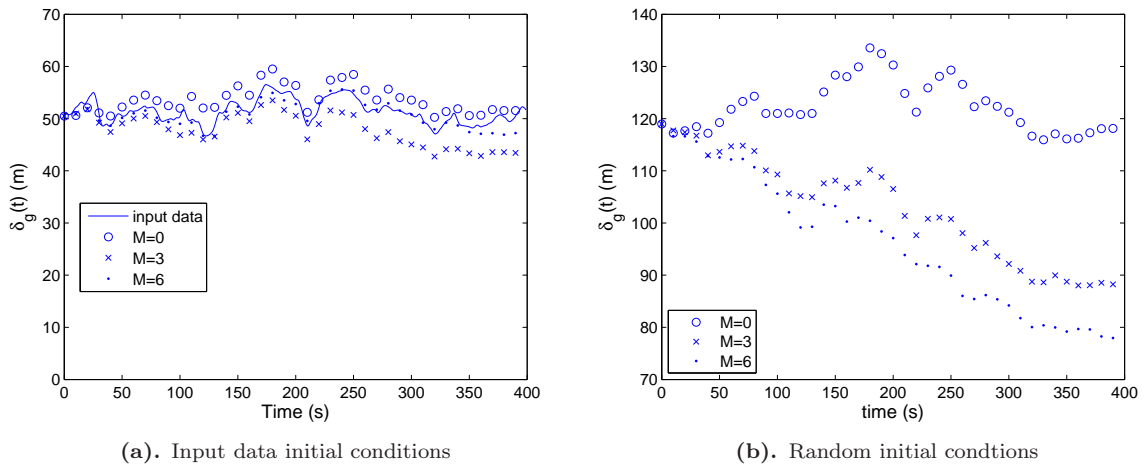 70
60
50
40
30
20
10
0
δg(t) (m)
input data
M=0
M=3
M=6
0 50 100 150 200 250 300 350 400
Time (s)
(a). Input data initial conditions
140
130
120
110
100
90
80
70
δg(t) (m)
M=0
M=3
M=6
0 50 100 150 200 250 300 350 400
time (s)
(b). Random initial condtions